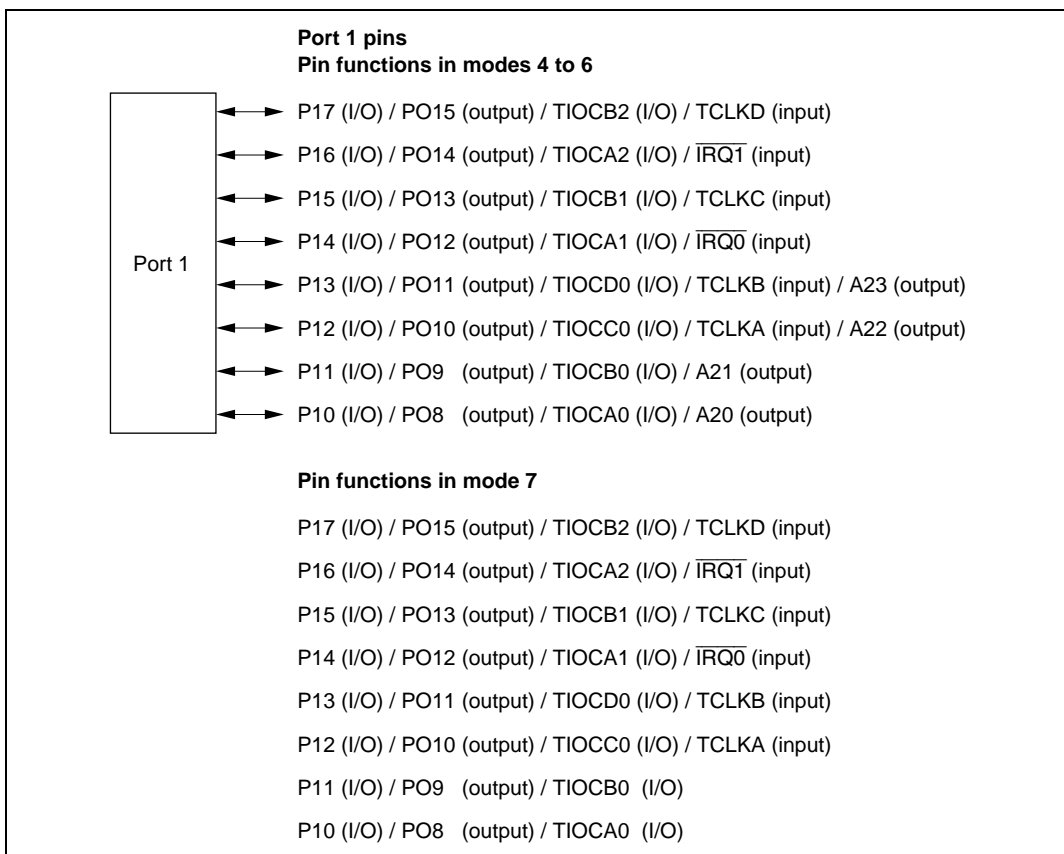 Port 1 pins
Pin functions in modes 4 to 6
Port 1
P17 (I/O) / PO15 (output) / TIOCB2 (I/O) / TCLKD (input)
P16 (I/O) / PO14 (output) / TIOCA2 (I/O) / I̅R̅Q̅1̅ (input)
P15 (I/O) / PO13 (output) / TIOCB1 (I/O) / TCLKC (input)
P14 (I/O) / PO12 (output) / TIOCA1 (I/O) / I̅R̅Q̅0̅ (input)
P13 (I/O) / PO11 (output) / TIOCD0 (I/O) / TCLKB (input) / A23 (output)
P12 (I/O) / PO10 (output) / TIOCC0 (I/O) / TCLKA (input) / A22 (output)
P11 (I/O) / PO9 (output) / TIOCB0 (I/O) / A21 (output)
P10 (I/O) / PO8 (output) / TIOCA0 (I/O) / A20 (output)
Pin functions in mode 7
P17 (I/O) / PO15 (output) / TIOCB2 (I/O) / TCLKD (input)
P16 (I/O) / PO14 (output) / TIOCA2 (I/O) / I̅R̅Q̅1̅ (input)
P15 (I/O) / PO13 (output) / TIOCB1 (I/O) / TCLKC (input)
P14 (I/O) / PO12 (output) / TIOCA1 (I/O) / I̅R̅Q̅0̅ (input)
P13 (I/O) / PO11 (output) / TIOCD0 (I/O) / TCLKB (input)
P12 (I/O) / PO10 (output) / TIOCC0 (I/O) / TCLKA (input)
P11 (I/O) / PO9 (output) / TIOCB0 (I/O)
P10 (I/O) / PO8 (output) / TIOCA0 (I/O)